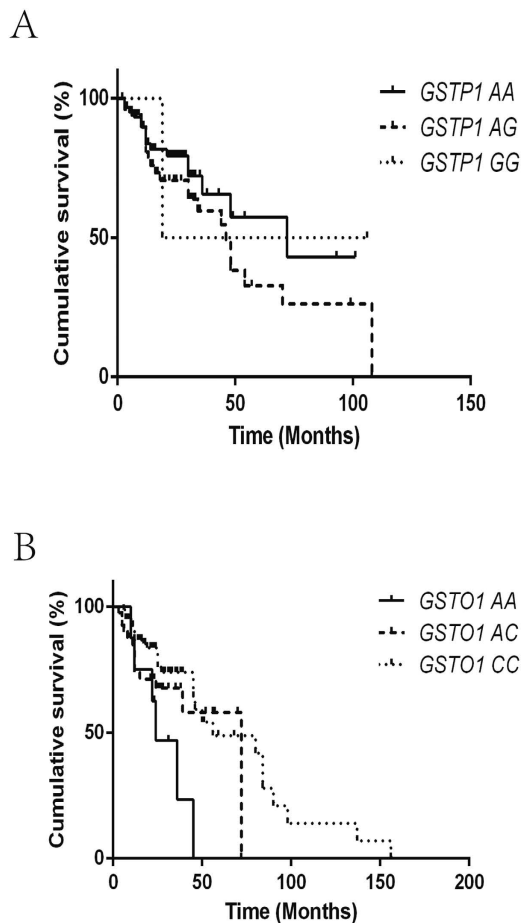 A
Cumulative survival (%)
100
50
0
0 50 100 150
Time (Months)
GSTP1 AA
GSTP1 AG
GSTP1 GG
B
Cumulative survival (%)
100
50
0
0 50 100 150 200
Time (Months)
GSTO1 AA
GSTO1 AC
GSTO1 CC